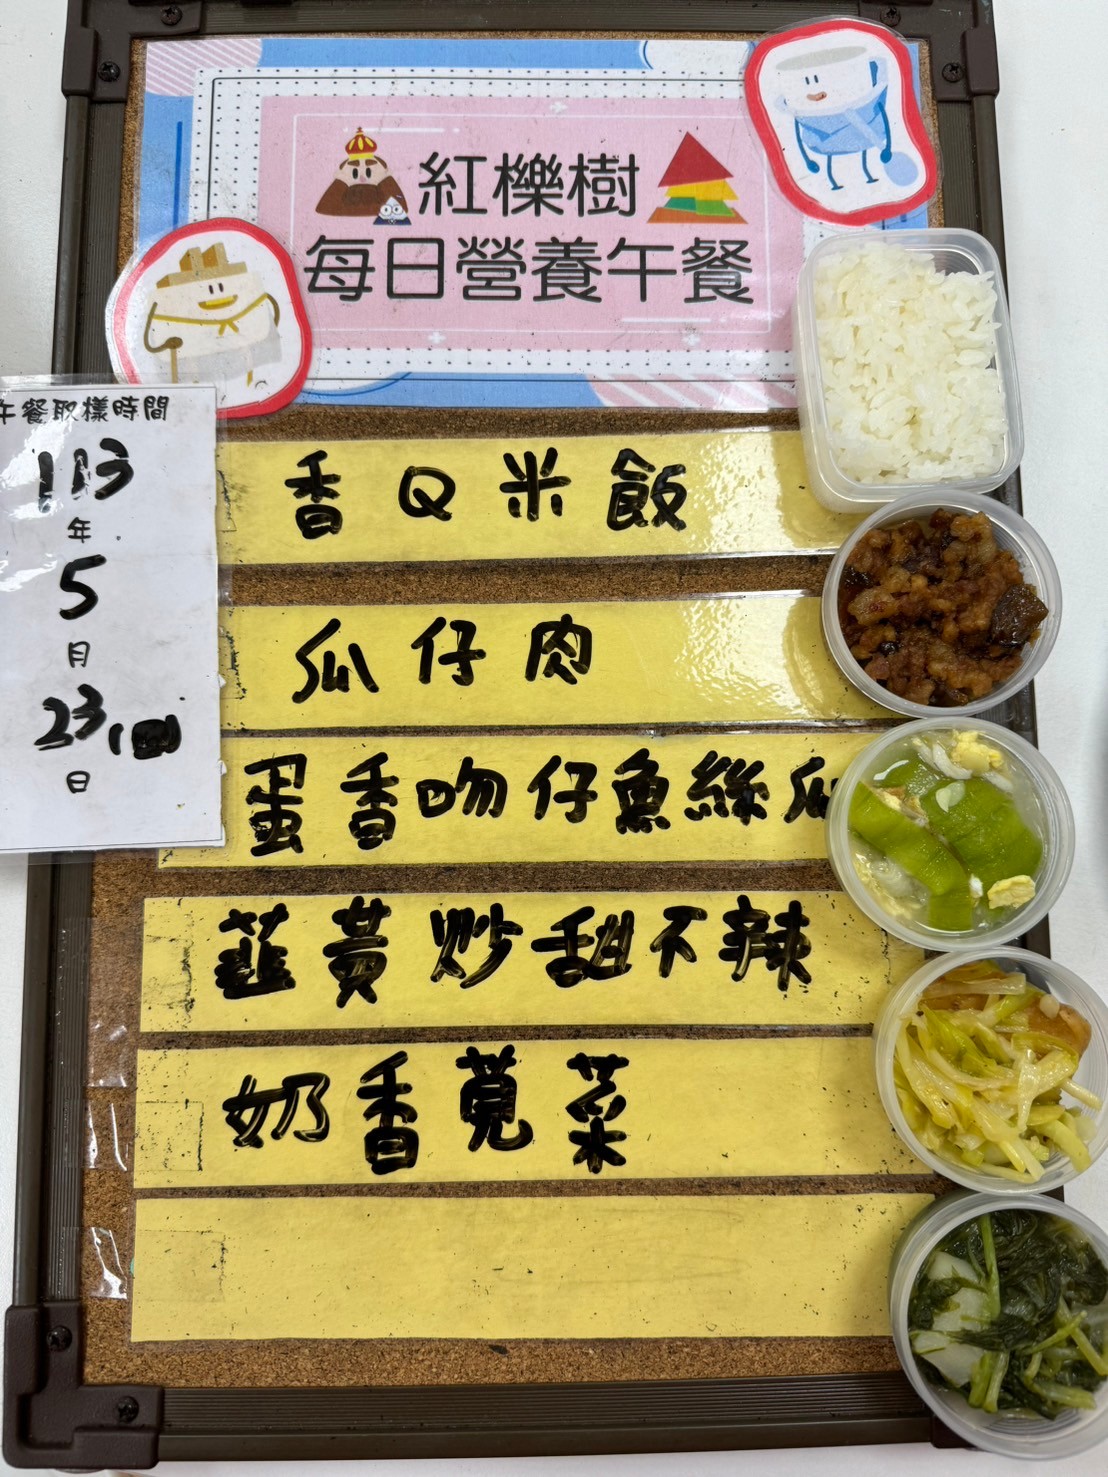 紅櫟樹
每日營養午餐
午餐取樣時間
113
年
5
月
23(四)
日
香Q米飯
瓜仔肉
蛋香吻仔魚絲瓜
韮黃炒甜不辣
奶香莧菜